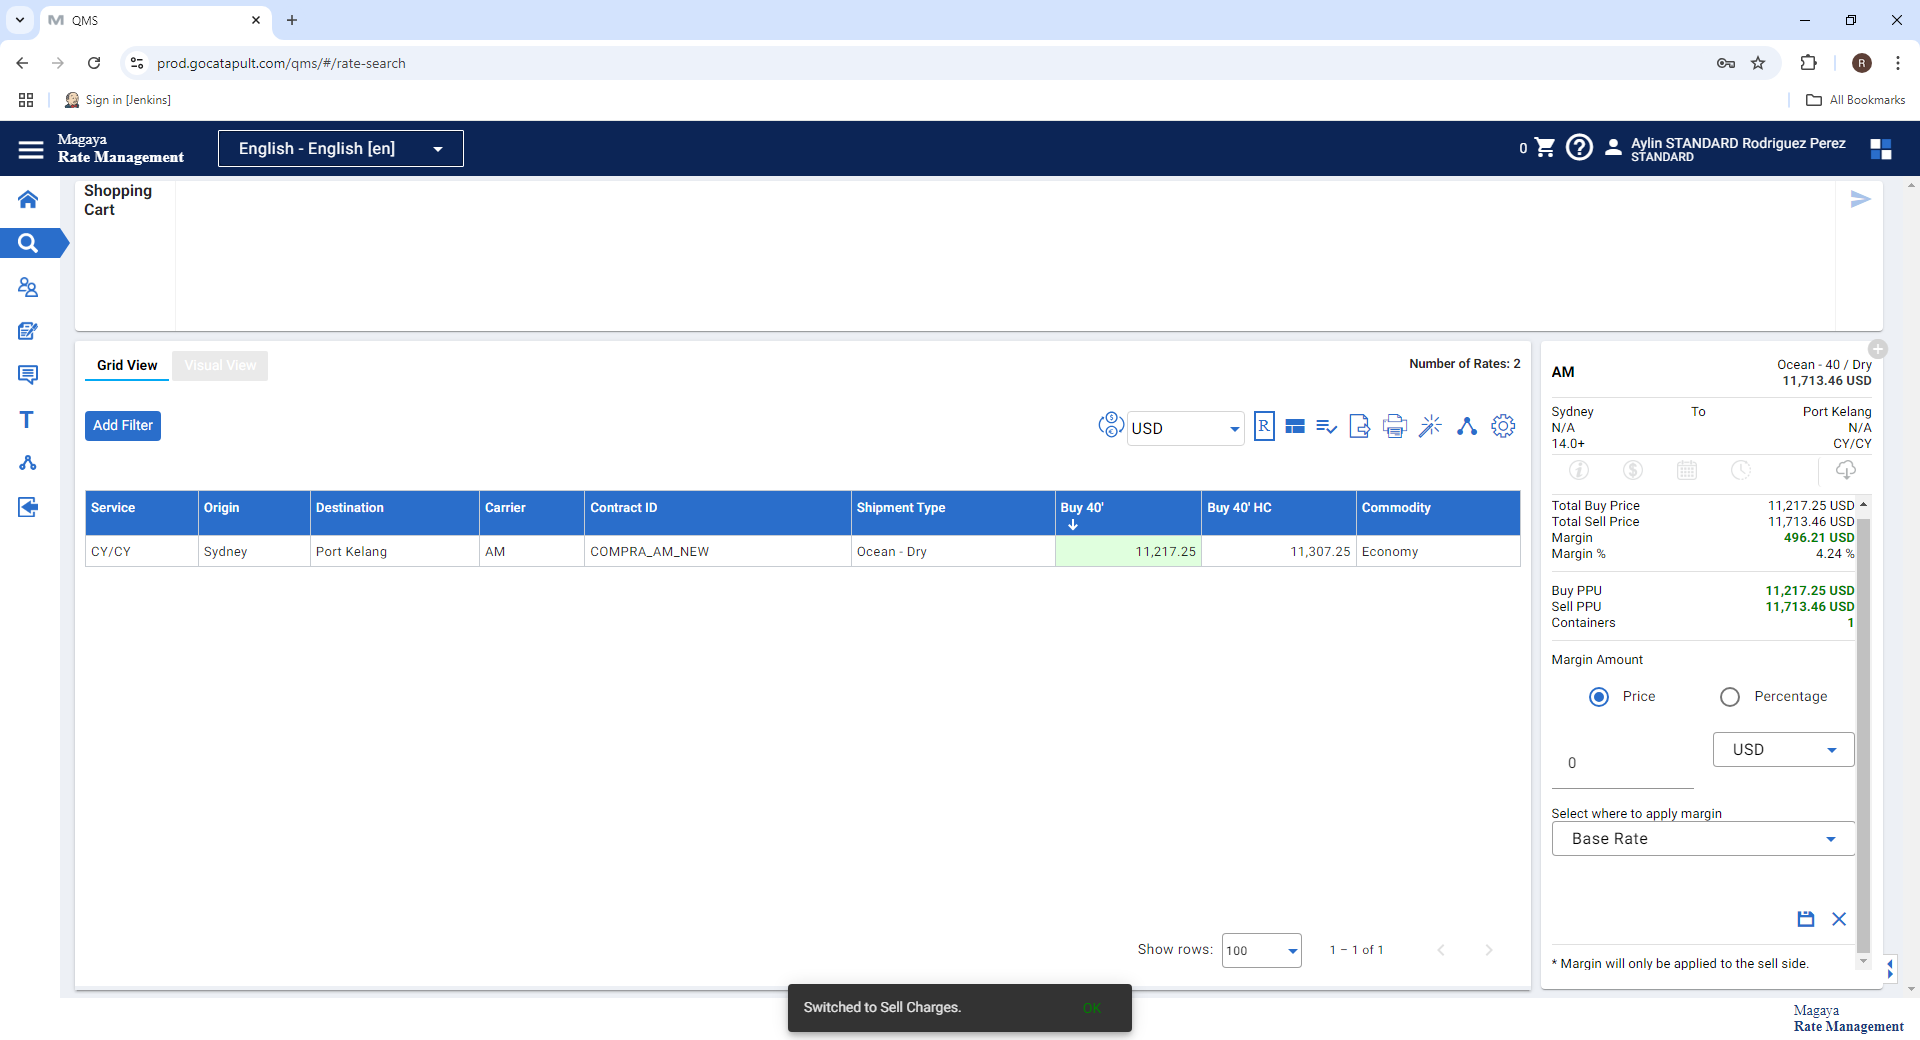 QMS
prod.gocatapult.com/qms/#/rate-search
R
Sign in [Jenkins]
All Bookmarks
Magaya
Rate Management
English - English [en]
0
Aylin STANDARD Rodriguez Perez
STANDARD
Shopping
Cart
Grid View
Visual View
Number of Rates: 2
Add Filter
USD
R
Service
Origin
Destination
Carrier
Contract ID
Shipment Type
Buy 40'
Buy 40' HC
Commodity
CY/CY
Sydney
Port Kelang
AM
COMPRA_AM_NEW
Ocean - Dry
11,217.25
11,307.25
Economy
Show rows:
100
1 – 1 of 1
AM
Ocean - 40 / Dry
11,713.46 USD
Sydney
To
Port Kelang
N/A
N/A
14.0+
CY/CY
Total Buy Price
11,217.25 USD
Total Sell Price
11,713.46 USD
Margin
496.21 USD
Margin %
4.24 %
Buy PPU
11,217.25 USD
Sell PPU
11,713.46 USD
Containers
1
Margin Amount
Price
Percentage
0
USD
Select where to apply margin
Base Rate
* Margin will only be applied to the sell side.
Switched to Sell Charges.
OK
Magaya
Rate Management